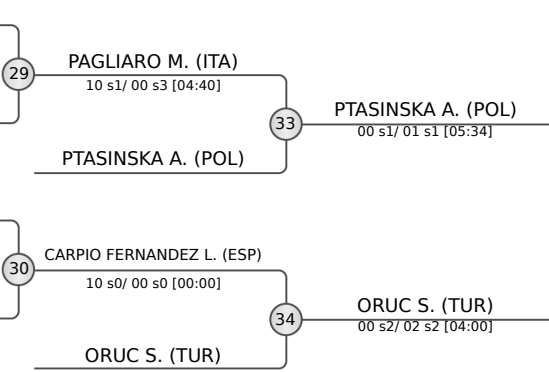 PAGLIARO M. (ITA)
29
10 s1/ 00 s3 [04:40]
PTASINSKA A. (POL)
33
00 s1/ 01 s1 [05:34]
PTASINSKA A. (POL)
CARPIO FERNANDEZ L. (ESP)
30
10 s0/ 00 s0 [00:00]
ORUC S. (TUR)
34
00 s2/ 02 s2 [04:00]
ORUC S. (TUR)